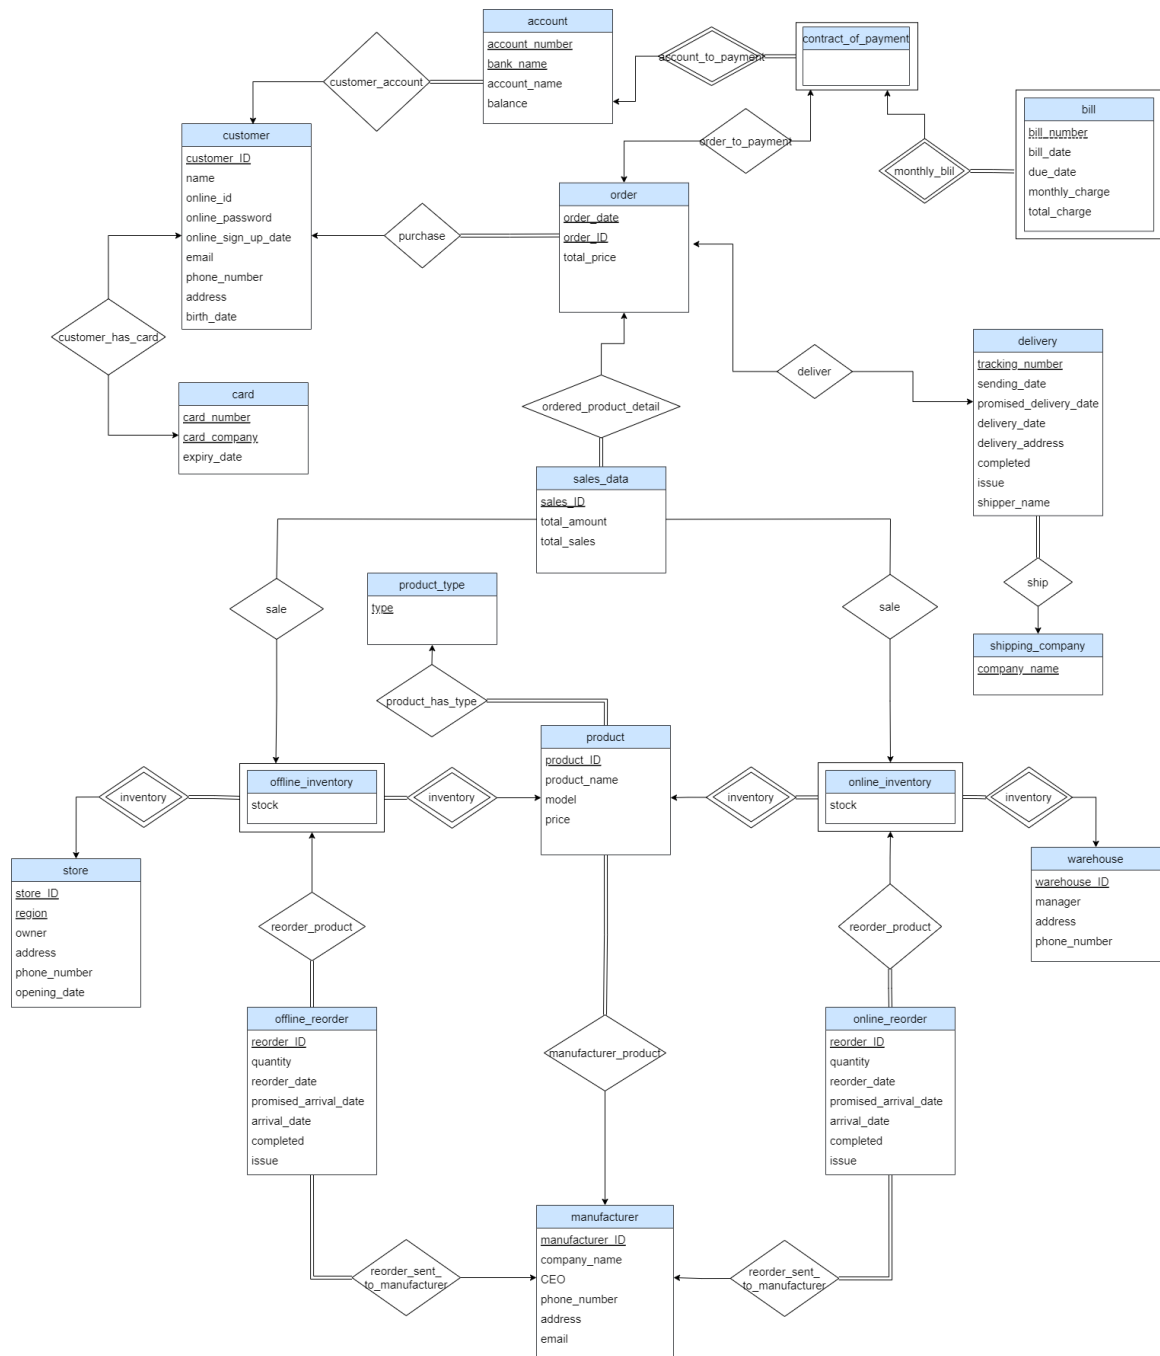 account
account_number
bank_name
account_name
balance
customer_account
account_to_payment
contract_of_payment
bill
bill_number
bill_date
due_date
monthly_charge
total_charge
monthly_blil
order_to_payment
customer
customer_ID
name
online_id
online_password
online_sign_up_date
email
phone_number
address
birth_date
purchase
order
order_date
order_ID
total_price
customer_has_card
card
card_number
card_company
expiry_date
deliver
delivery
tracking_number
sending_date
promised_delivery_date
delivery_date
delivery_address
completed
issue
shipper_name
ordered_product_detail
sales_data
sales_ID
total_amount
total_sales
ship
shipping_company
company_name
sale
sale
product_type
type
product_has_type
product
product_ID
product_name
model
price
inventory
offline_inventory
stock
inventory
inventory
online_inventory
stock
inventory
store
store_ID
region
owner
address
phone_number
opening_date
warehouse
warehouse_ID
manager
address
phone_number
reorder_product
reorder_product
offline_reorder
reorder_ID
quantity
reorder_date
promised_arrival_date
arrival_date
completed
issue
manufacturer_product
online_reorder
reorder_ID
quantity
reorder_date
promised_arrival_date
arrival_date
completed
issue
reorder_sent_
to_manufacturer
manufacturer
manufacturer_ID
company_name
CEO
phone_number
address
email
reorder_sent_
to_manufacturer